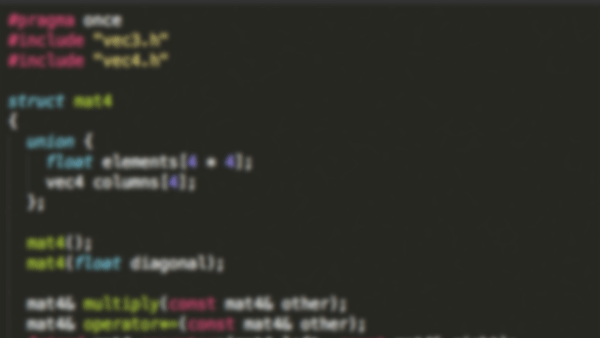 #pragma once
#include "vec3.h"
#include "vec4.h"
struct mat4
{
union {
float elements[4 * 4];
vec4 columns[4];
};
mat4();
mat4(float diagonal);
mat4& multiply(const mat4& other);
mat4& operator*=(const mat4& other);